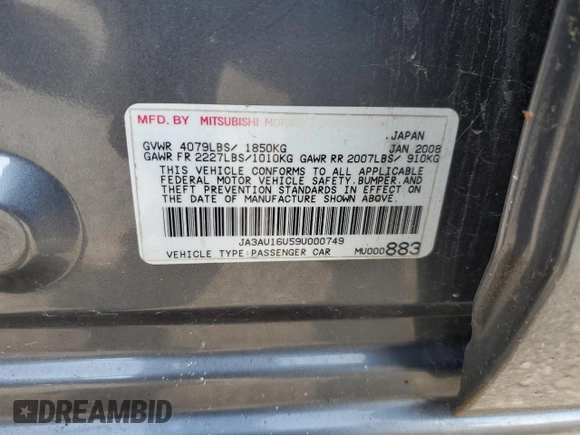 MFD. BY MITSUBISHI MOTORS
JAPAN
GVWR 4079LBS/ 1850KG JAN 2008
GAWR FR 2227LBS/1010KG GAWR RR 2007LBS/ 910KG
THIS VEHICLE CONFORMS TO ALL APPLICABLE
FEDERAL MOTOR VEHICLE SAFETY,BUMPER,AND
THEFT PREVENTION STANDARDS IN EFFECT ON
THE DATE OF MANUFACTURE SHOWN ABOVE.
JA3AU16U59U000749
VEHICLE TYPE:PASSENGER CAR MU000883
DREAMBID